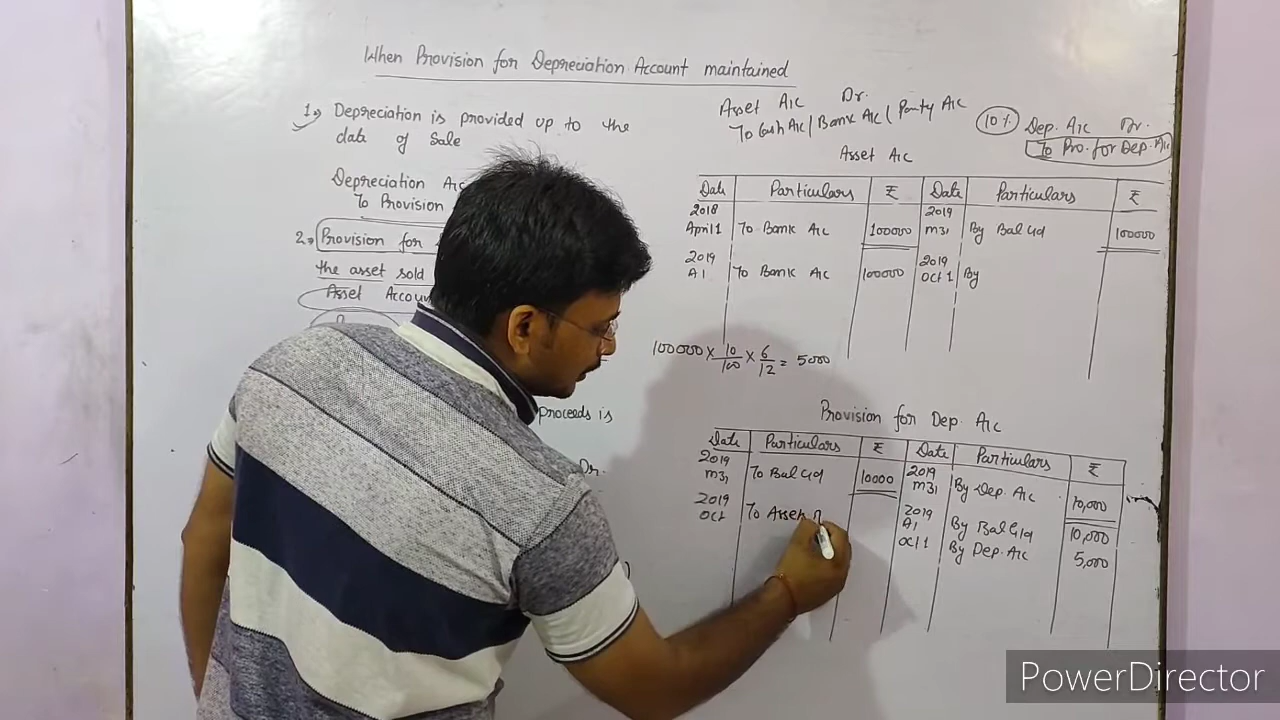 When Provision for Depreciation Account maintained
1) Depreciation is provided up to the
date of Sale
Depreciation A/c
To Provision
2) Provision for
the asset sold
Asset Accou
proceeds is
Dr.
Asset A/c Dr.
To Cash A/c / Bank A/c / Party A/c
10%
Dep. A/c Dr.
To Pro. for Dep. A/c
Asset A/c
Date Particulars ₹ Date Particulars ₹
2018 2019
April 1 To Bank A/c 100000 M31 By Bal c/d 100000
2019 2019
A1 To Bank A/c 100000 Oct 1 By
100000 × 10/100 × 6/12 = 5000
Provision for Dep. A/c
Date Particulars ₹ Date Particulars ₹
2019 2019
M31 To Bal c/d 10000 M31 By Dep. A/c 10,000
2019 2019
Oct To Asset A1 By Bal b/d 10,000
Oct 1 By Dep. A/c 5,000
PowerDirector